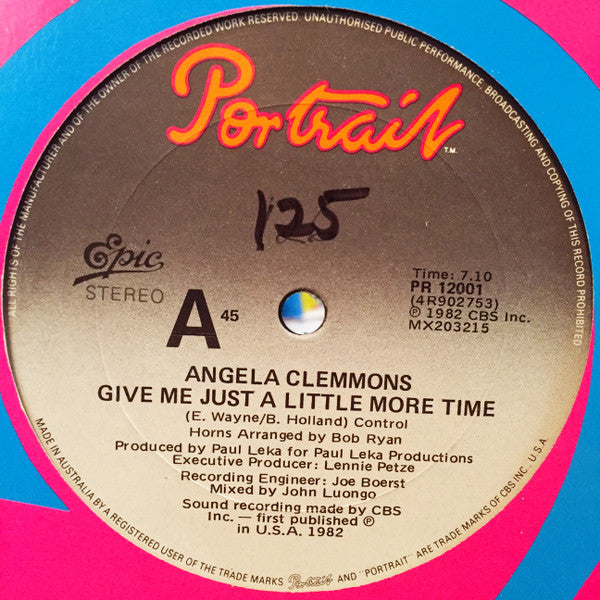 ALL RIGHTS OF THE MANUFACTURER AND OF THE OWNER OF THE RECORDED WORK RESERVED. UNAUTHORISED PUBLIC PERFORMANCE, BROADCASTING AND COPYING OF THIS RECORD PROHIBITED
Portrait
T.M.
125
Epic
STEREO
A 45
Time: 7.10
PR 12001
(4R902753)
℗ 1982 CBS Inc.
MX203215
ANGELA CLEMMONS
GIVE ME JUST A LITTLE MORE TIME
(E. Wayne/B. Holland) Control
Horns Arranged by Bob Ryan
Produced by Paul Leka for Paul Leka Productions
Executive Producer: Lennie Petze
Recording Engineer: Joe Boerst
Mixed by John Luongo
Sound recording made by CBS
Inc.— first published ℗
in U.S.A. 1982
MADE IN AUSTRALIA BY A REGISTERED USER OF THE TRADE MARKS Portrait AND "PORTRAIT" ARE TRADE MARKS OF CBS INC., U.S.A.